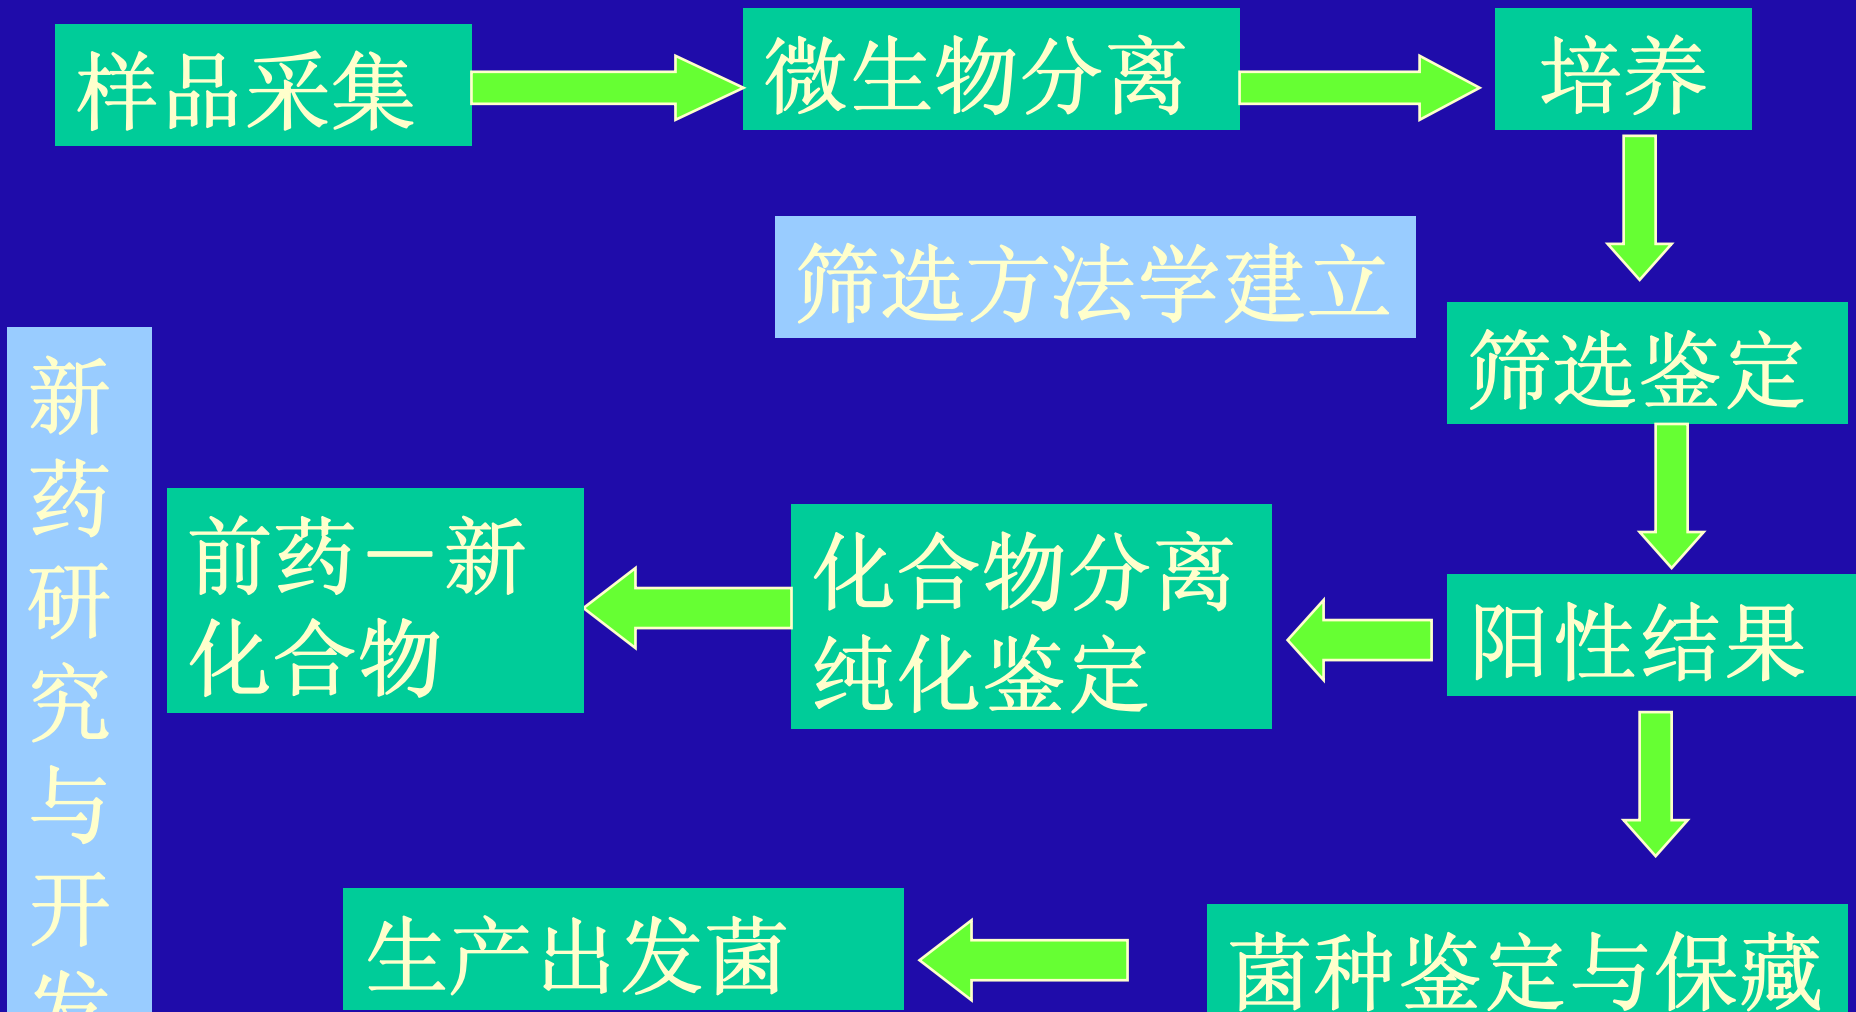 样品采集
微生物分离
培养
筛选方法学建立
筛选鉴定
新药研究与开发
前药－新
化合物
化合物分离
纯化鉴定
阳性结果
生产出发菌
菌种鉴定与保藏